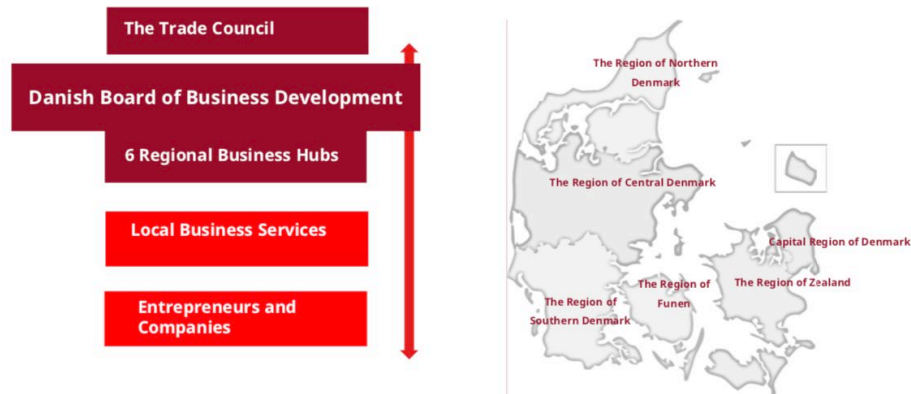 The Trade Council
Danish Board of Business Development
6 Regional Business Hubs
Local Business Services
Entrepreneurs and
Companies
The Region of Northern
Denmark
The Region of Central Denmark
Capital Region of Denmark
The Region of Zealand
The Region of
Funen
The Region of
Southern Denmark